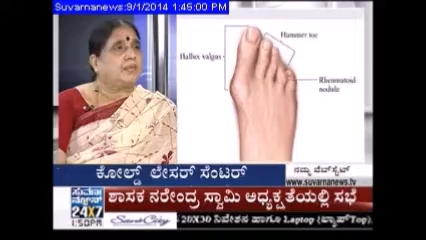 Suvarnanews:9/1/2014 1:45:00 PM
Hammer toe
Hallux valgus
Rheumatoid
nodule
ಕೋಲ್ಡ್ ಲೇಸರ್ ಸೆಂಟರ್
ನಮ್ಮ ವೆಬ್‌ಸೈಟ್
www.suvarnanews.tv
ಸುವರ್ಣ
ನ್ಯೂಸ್
24X7
ಶಾಸಕ ನರೇಂದ್ರ ಸ್ವಾಮಿ ಅಧ್ಯಕ್ಷತೆಯಲ್ಲಿ ಸಭೆ
1:50PM
20X30 ನಿವೇಶನ ಹಾಗೂ Laptop (ಲ್ಯಾಪ್‌ಟಾಪ್).